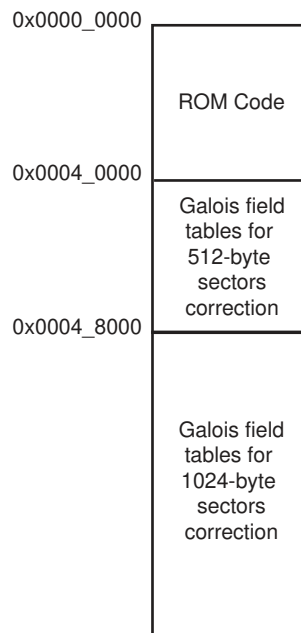 0x0000_0000
ROM Code
0x0004_0000
Galois field
tables for
512-byte
sectors
correction
0x0004_8000
Galois field
tables for
1024-byte
sectors
correction